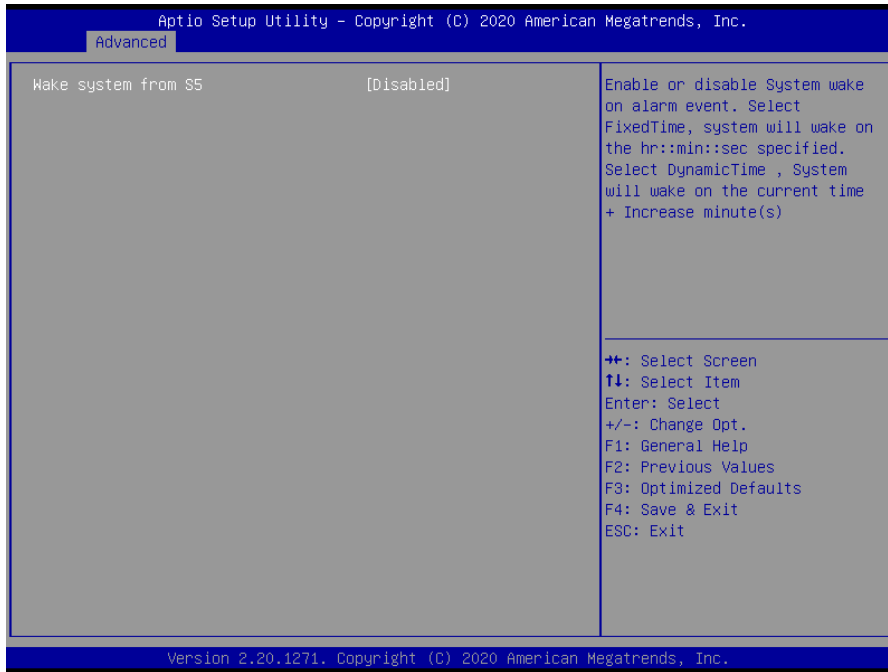 Aptio Setup Utility – Copyright (C) 2020 American Megatrends, Inc.
Advanced
Wake system from S5 [Disabled]
Enable or disable System wake
on alarm event. Select
FixedTime, system will wake on
the hr::min::sec specified.
Select DynamicTime , System
will wake on the current time
+ Increase minute(s)
→←: Select Screen
↑↓: Select Item
Enter: Select
+/-: Change Opt.
F1: General Help
F2: Previous Values
F3: Optimized Defaults
F4: Save & Exit
ESC: Exit
Version 2.20.1271. Copyright (C) 2020 American Megatrends, Inc.